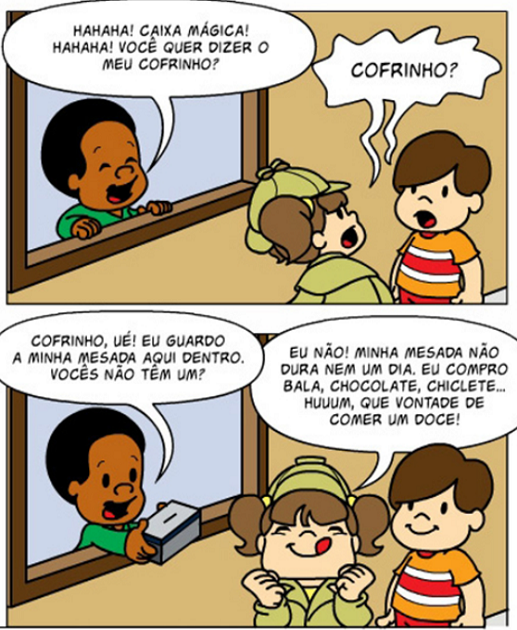 HAHAHA! CAIXA MÁGICA!
HAHAHA! VOCÊ QUER DIZER O
MEU COFRINHO?
COFRINHO?
COFRINHO, UÉ! EU GUARDO
A MINHA MESADA AQUI DENTRO.
VOCÊS NÃO TÊM UM?
EU NÃO! MINHA MESADA NÃO
DURA NEM UM DIA. EU COMPRO
BALA, CHOCOLATE, CHICLETE...
HUUUM, QUE VONTADE DE
COMER UM DOCE!